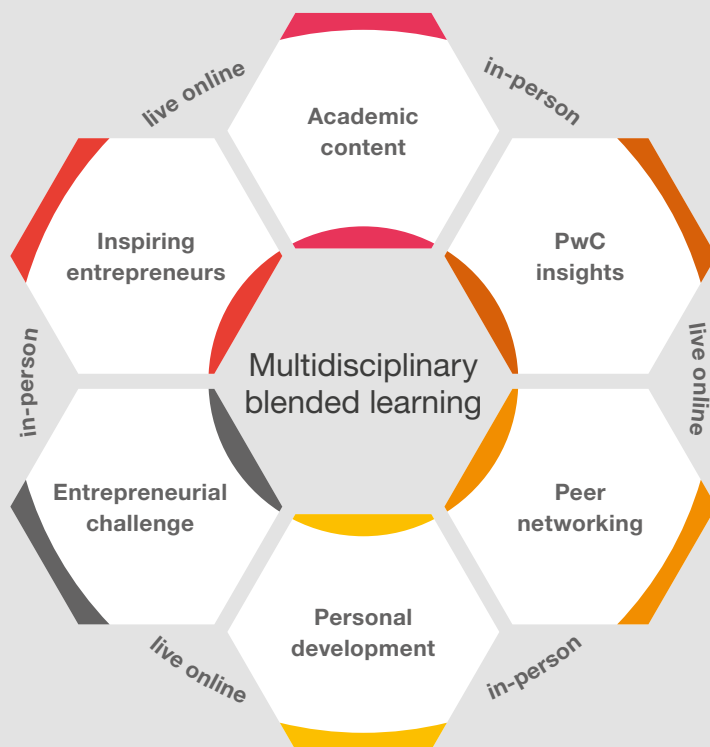 live online
in-person
Academic
content
Inspiring
entrepreneurs
PwC
insights
in-person
Multidisciplinary
blended learning
live online
Entrepreneurial
challenge
Peer
networking
Personal
development
live online
in-person